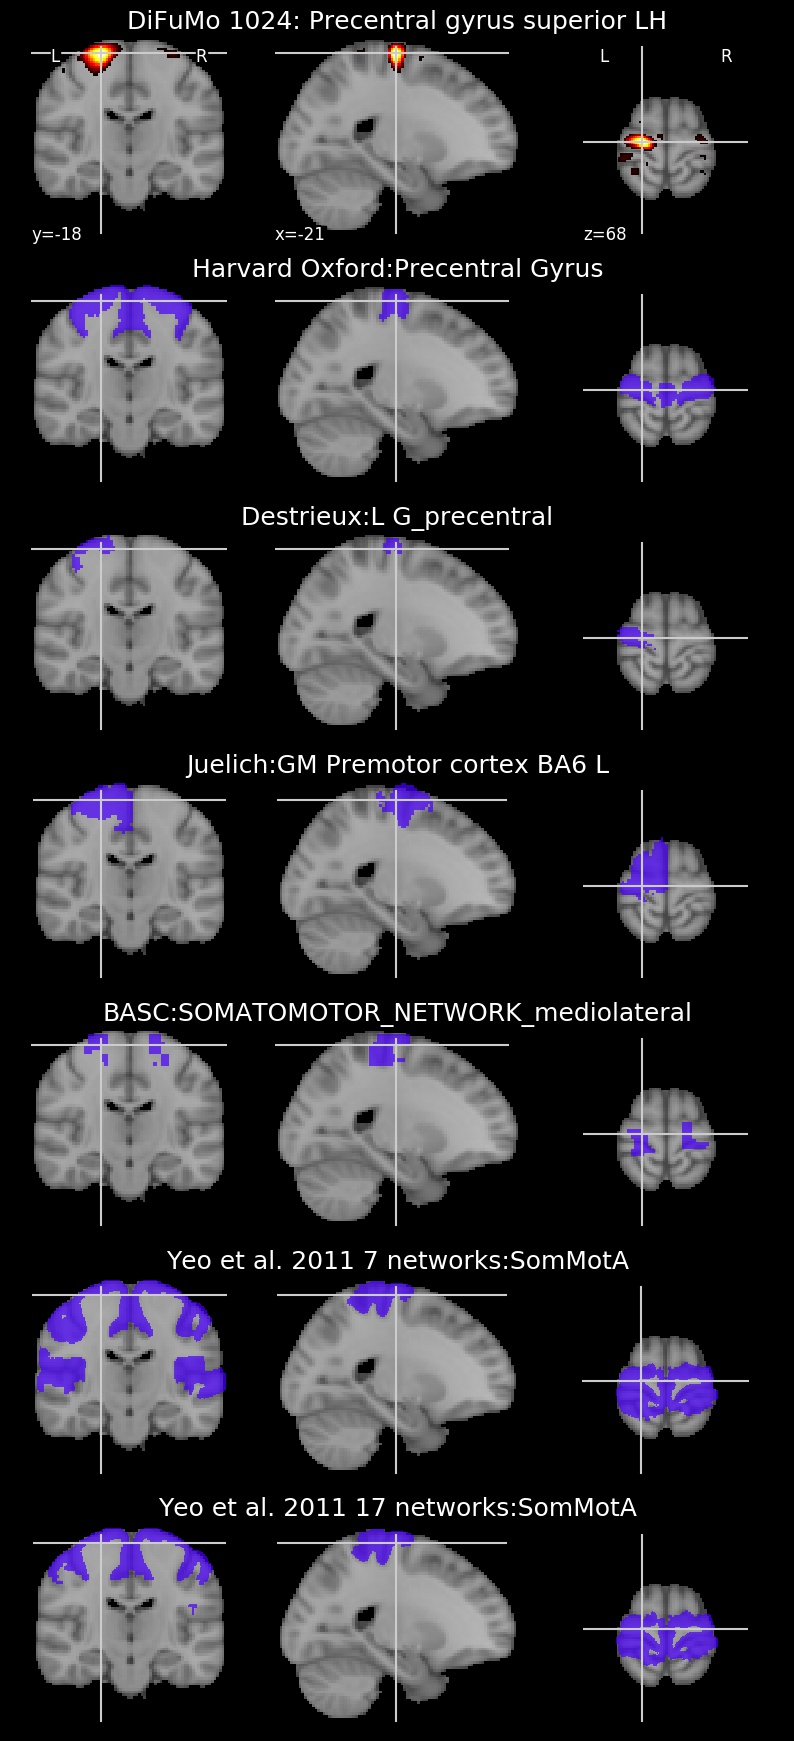 DiFuMo 1024: Precentral gyrus superior LH
L R L R
y=-18 x=-21 z=68
Harvard Oxford:Precentral Gyrus
Destrieux:L G_precentral
Juelich:GM Premotor cortex BA6 L
BASC:SOMATOMOTOR_NETWORK_mediolateral
Yeo et al. 2011 7 networks:SomMotA
Yeo et al. 2011 17 networks:SomMotA